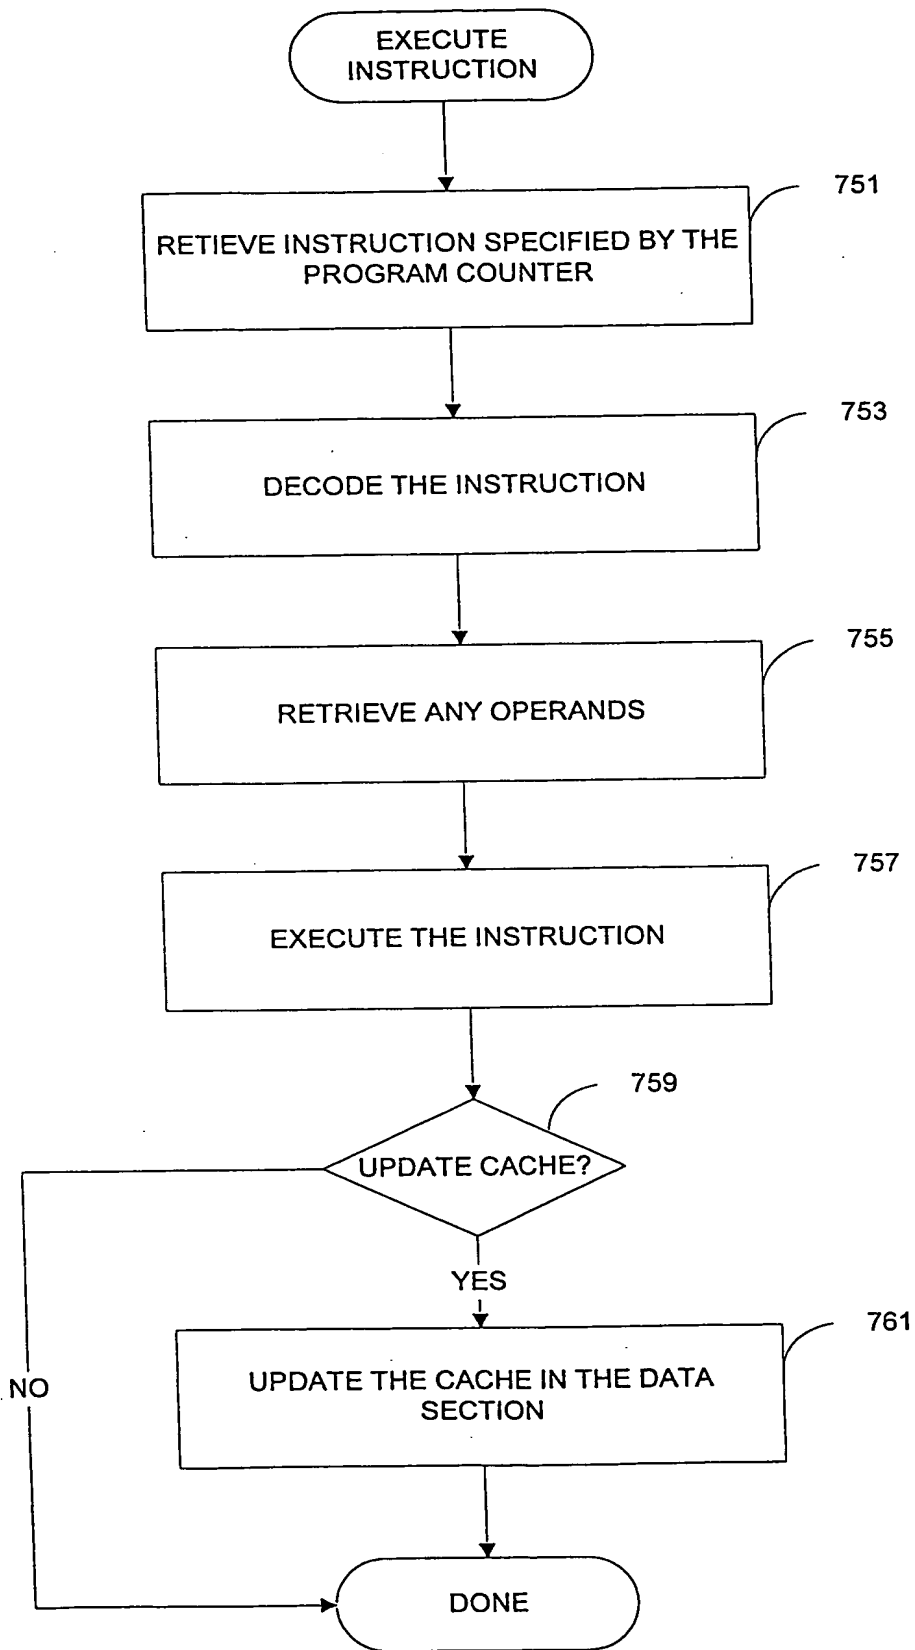 EXECUTE
INSTRUCTION
751
RETIEVE INSTRUCTION SPECIFIED BY THE
PROGRAM COUNTER
753
DECODE THE INSTRUCTION
755
RETRIEVE ANY OPERANDS
757
EXECUTE THE INSTRUCTION
759
UPDATE CACHE?
YES
761
UPDATE THE CACHE IN THE DATA
SECTION
NO
DONE